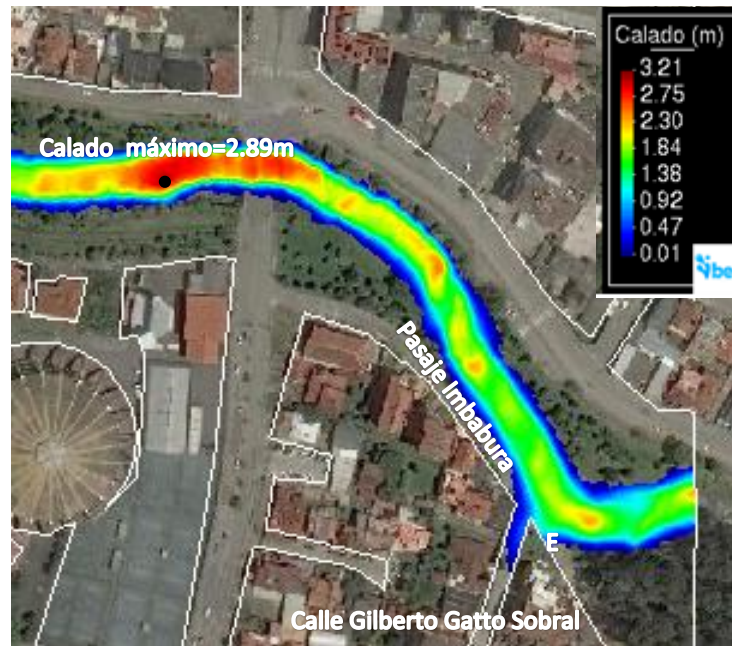 Calado (m)
3.21
2.75
2.30
1.84
1.38
0.92
0.47
0.01
be
Calado máximo=2.89m
Pasaje Imbabura
E
Calle Gilberto Gatto Sobral